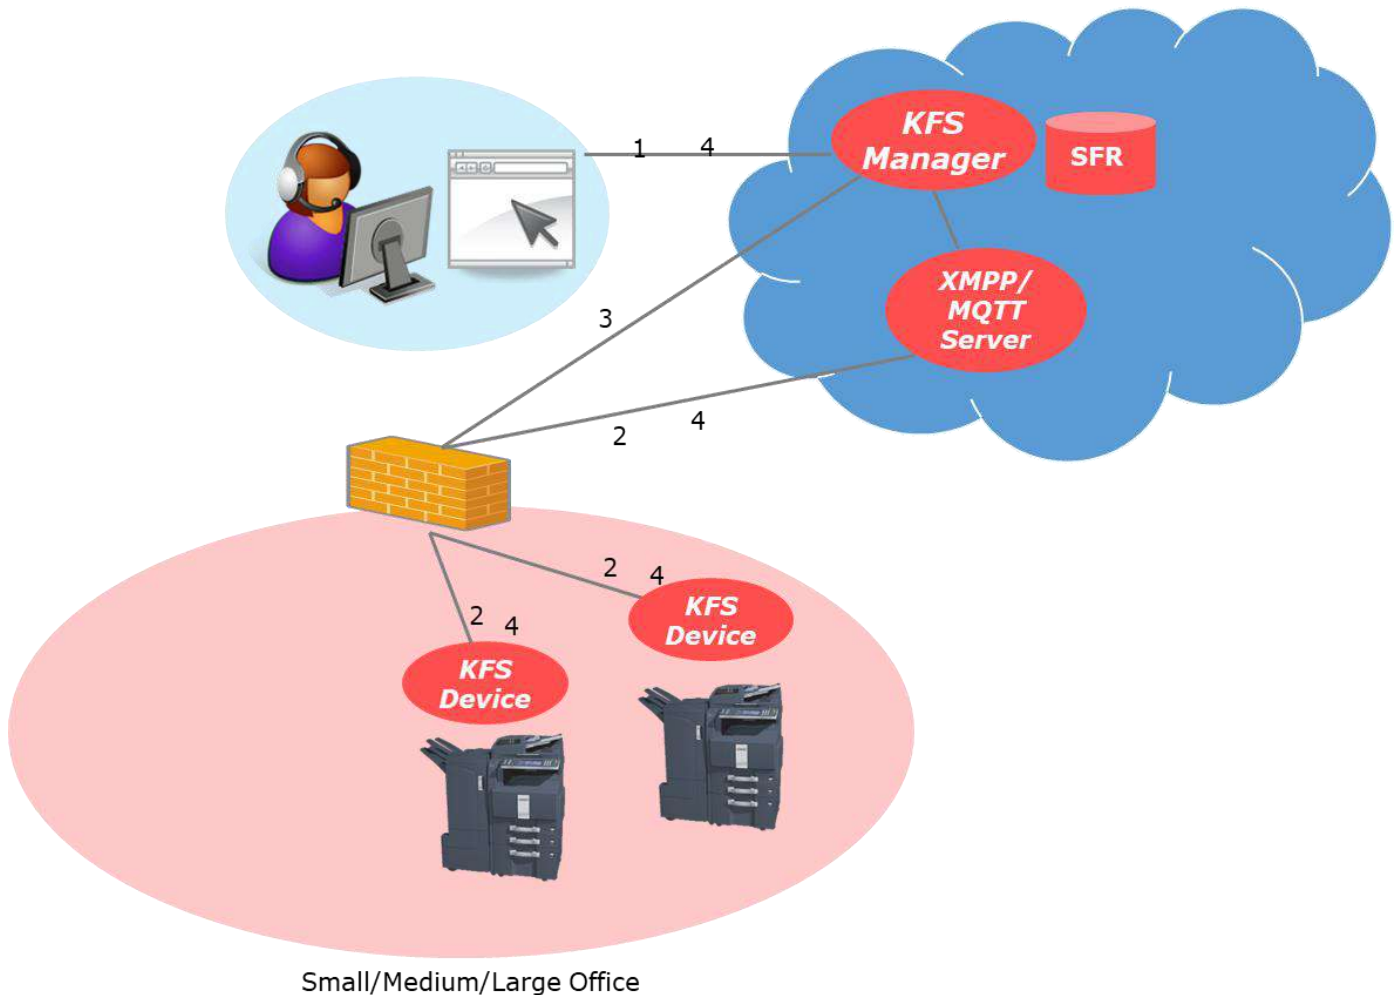 KFS
Manager
SFR
1
4
XMPP/
MQTT
Server
3
4
2
2
4
KFS
Device
2
4
KFS
Device
Small/Medium/Large Office